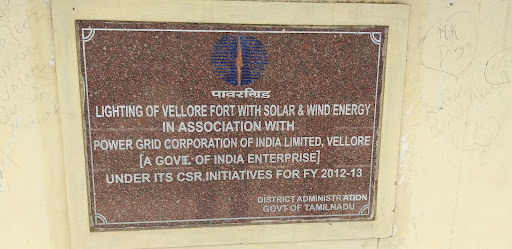 पावरग्रिड
LIGHTING OF VELLORE FORT WITH SOLAR & WIND ENERGY
IN ASSOCIATION WITH
POWER GRID CORPORATION OF INDIA LIMITED, VELLORE
[A GOVT. OF INDIA ENTERPRISE]
UNDER ITS CSR INITIATIVES FOR FY 2012-13
DISTRICT ADMINISTRATION
GOVT OF TAMILNADU
M.K
Divya